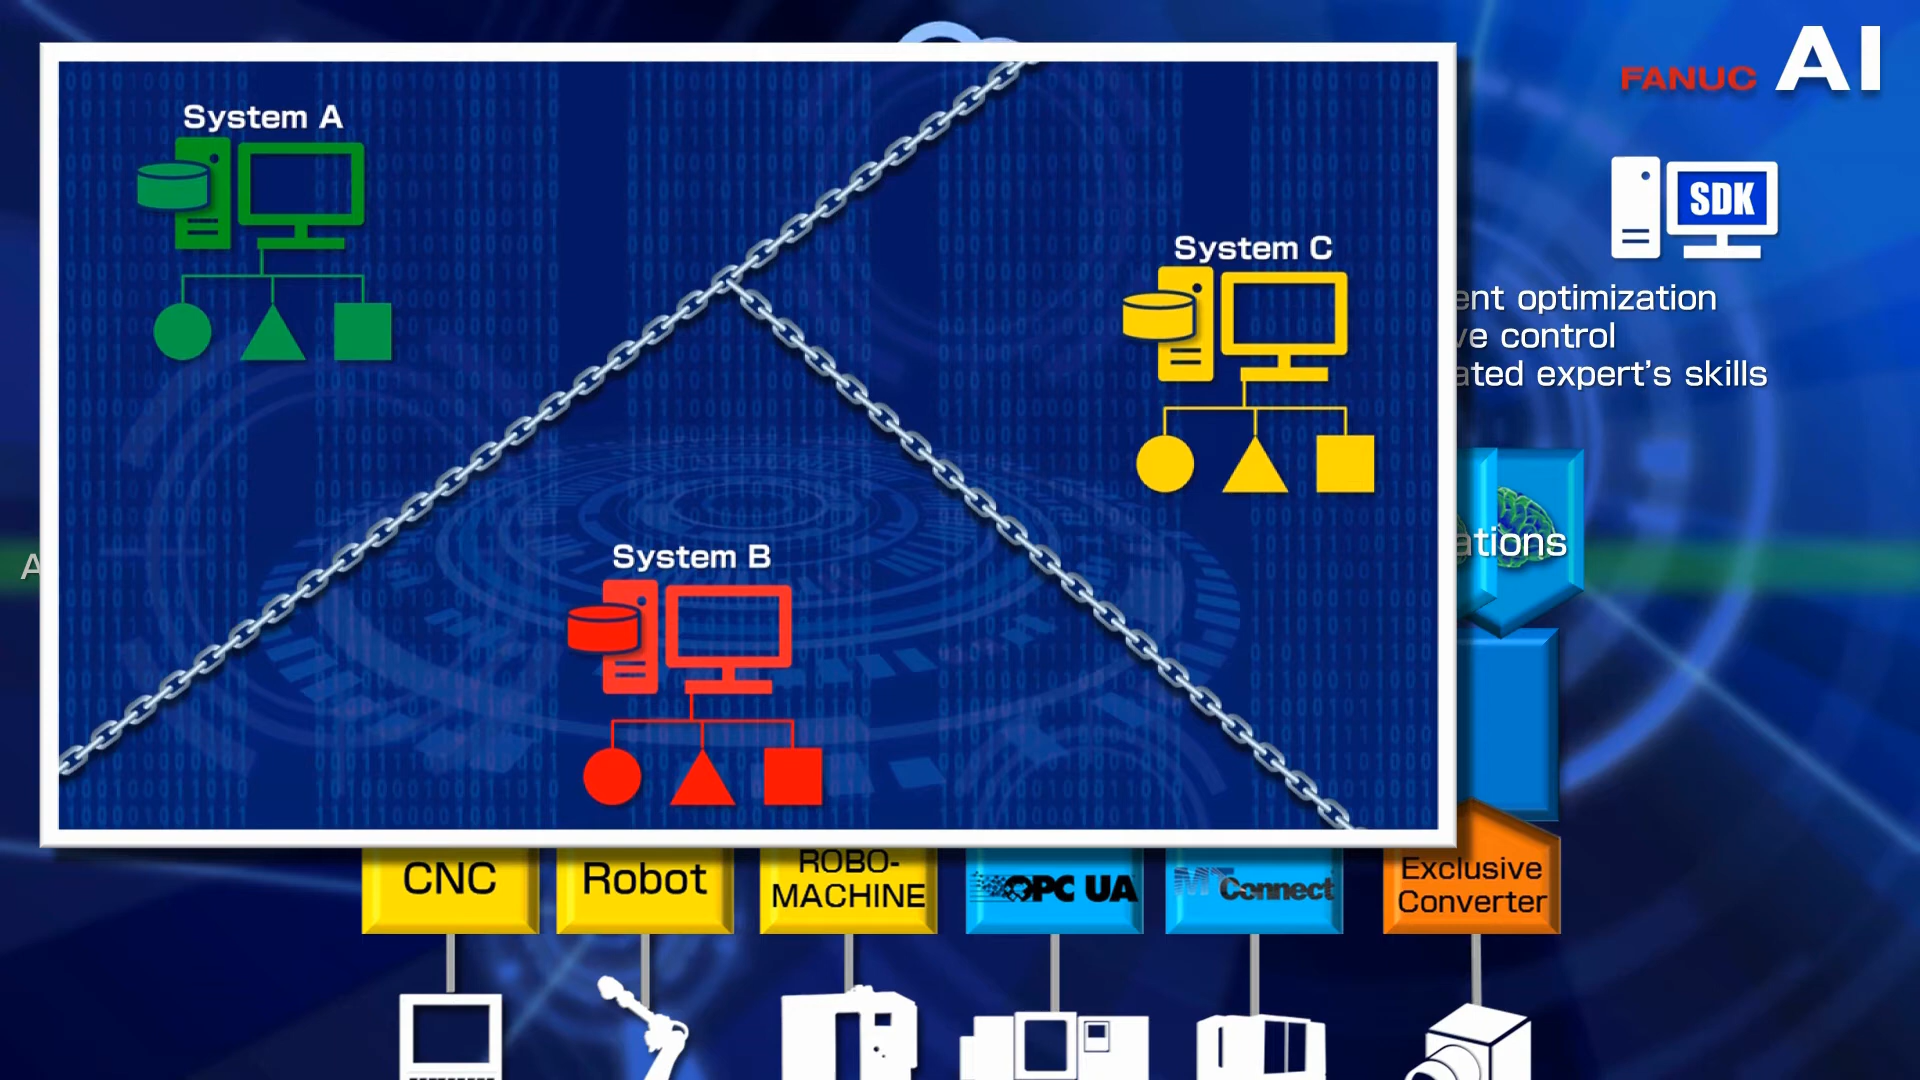 FANUC AI
System A
SDK
System C
ent optimization
ve control
ated expert's skills
ations
System B
A
CNC
Robot
ROBO-
MACHINE
OPC UA
MTConnect
Exclusive
Converter